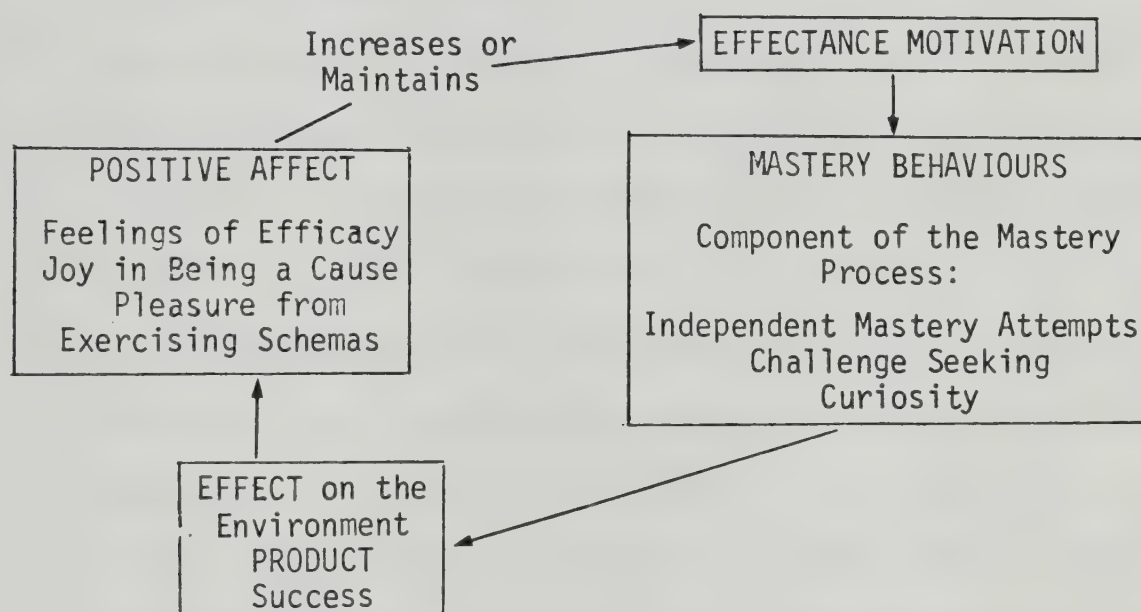 Increases or
Maintains
EFFECTANCE MOTIVATION
POSITIVE AFFECT
Feelings of Efficacy
Joy in Being a Cause
Pleasure from
Exercising Schemas
MASTERY BEHAVIOURS
Component of the Mastery
Process:
Independent Mastery Attempts
Challenge Seeking
Curiosity
EFFECT on the
Environment
PRODUCT
Success